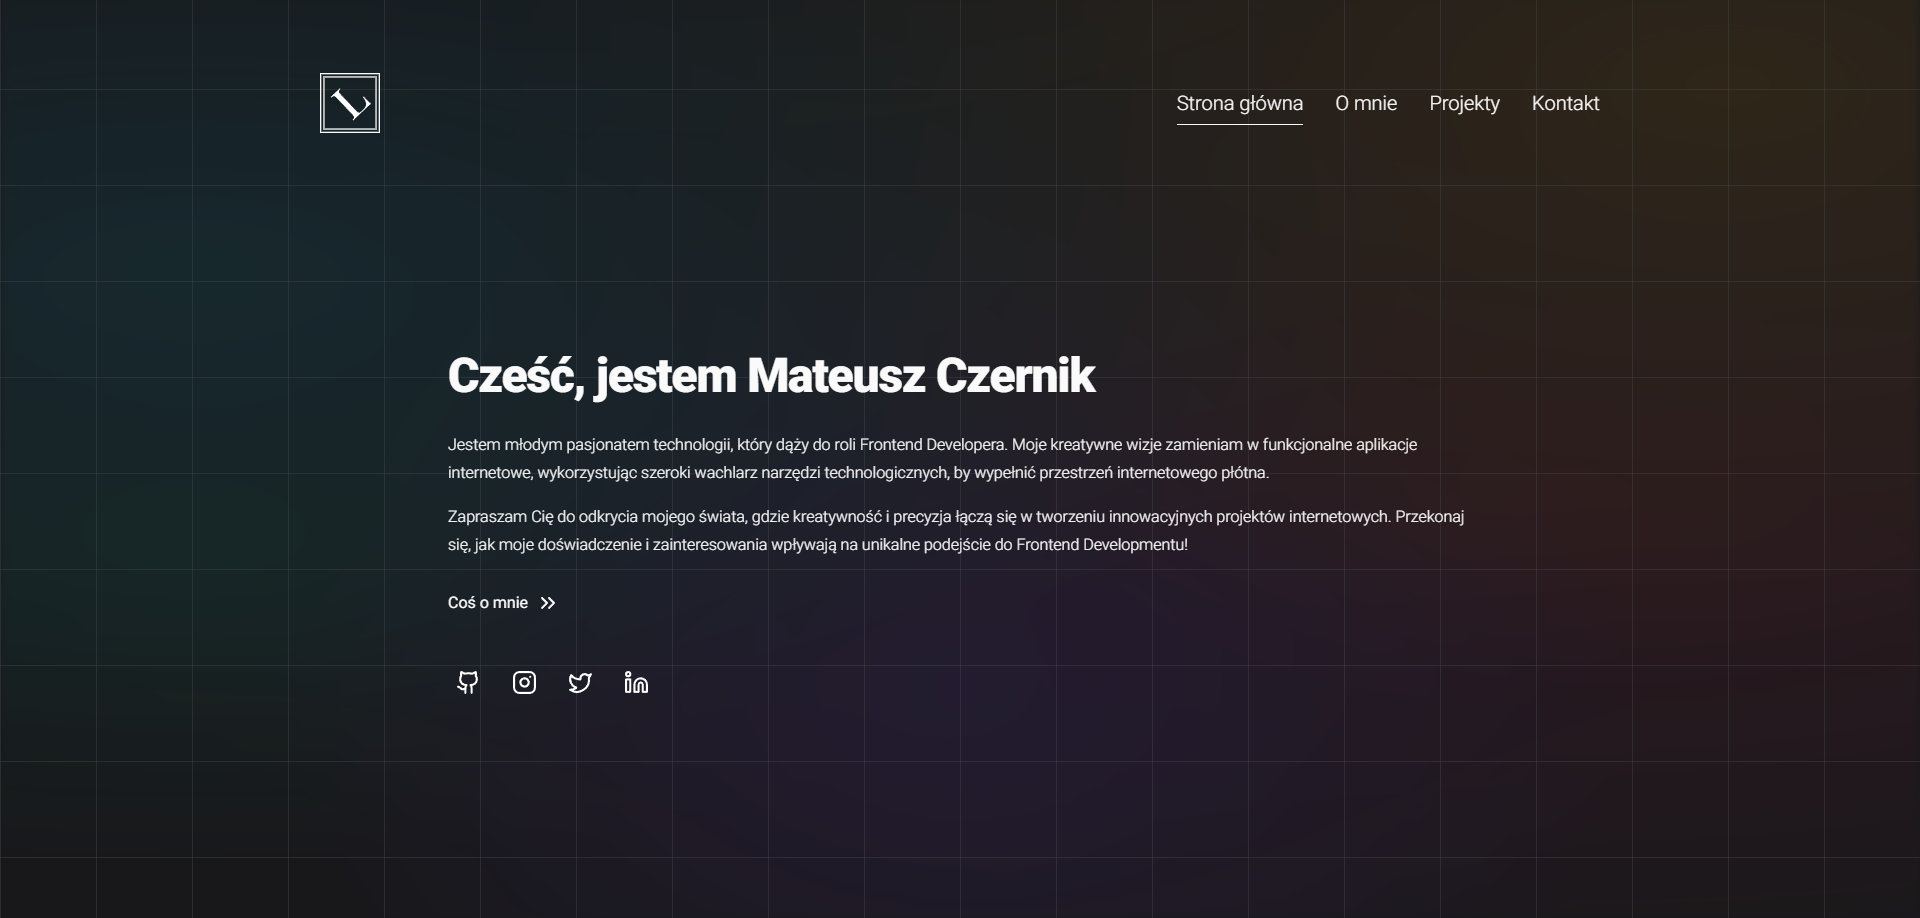 L
Strona główna
O mnie
Projekty
Kontakt
Cześć, jestem Mateusz Czernik
Jestem młodym pasjonatem technologii, który dąży do roli Frontend Developera. Moje kreatywne wizje zamieniam w funkcjonalne aplikacje
internetowe, wykorzystując szeroki wachlarz narzędzi technologicznych, by wypełnić przestrzeń internetowego płótna.
Zapraszam Cię do odkrycia mojego świata, gdzie kreatywność i precyzja łączą się w tworzeniu innowacyjnych projektów internetowych. Przekonaj
się, jak moje doświadczenie i zainteresowania wpływają na unikalne podejście do Frontend Developmentu!
Coś o mnie